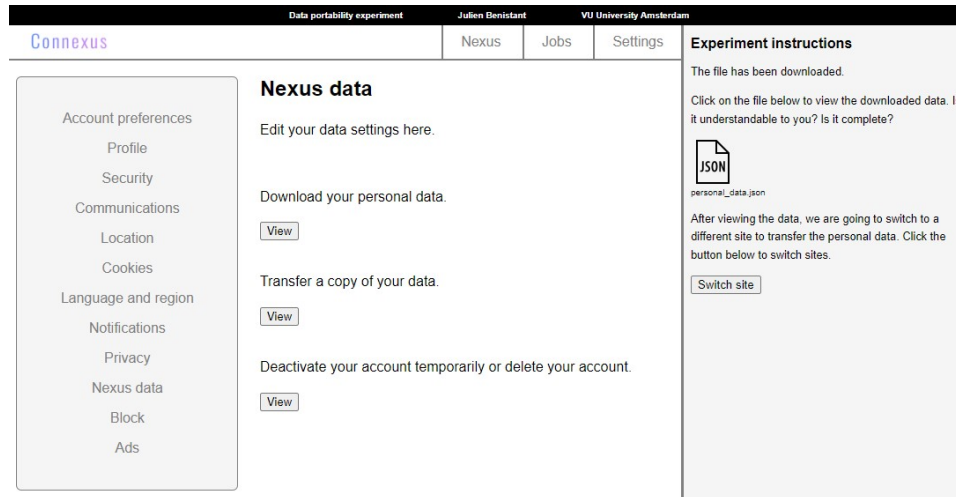 Data portability experiment Julien Benistant VU University Amsterdam
Connexus
Nexus Jobs Settings
Account preferences
Profile
Security
Communications
Location
Cookies
Language and region
Notifications
Privacy
Nexus data
Block
Ads
Nexus data
Edit your data settings here.
Download your personal data.
View
Transfer a copy of your data.
View
Deactivate your account temporarily or delete your account.
View
Experiment instructions
The file has been downloaded.
Click on the file below to view the downloaded data. I
it understandable to you? Is it complete?
JSON
personal_data.json
After viewing the data, we are going to switch to a
different site to transfer the personal data. Click the
button below to switch sites.
Switch site